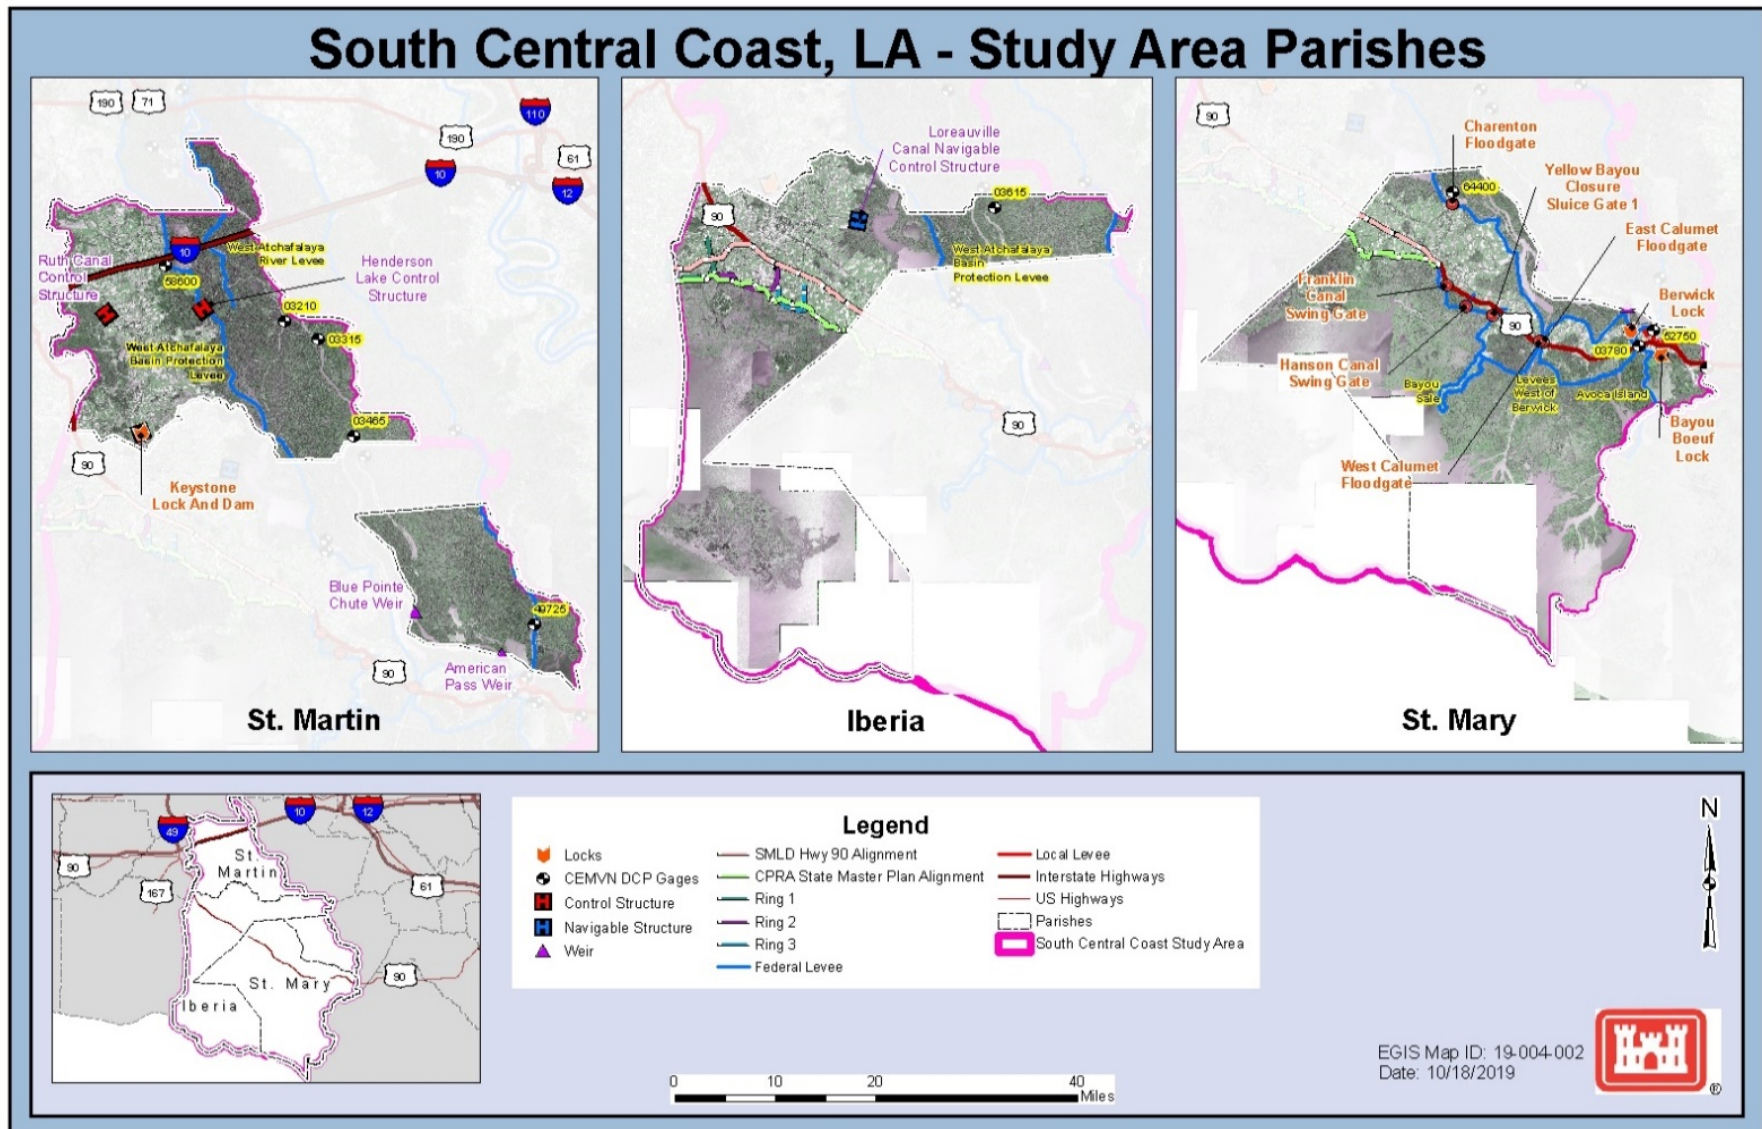 South Central Coast, LA - Study Area Parishes
190
71
110
190
10
61
12
10
West Atchafalaya
River Levee
Ruth Canal
Control
Structure
58600
Henderson
Lake Control
Structure
03210
03315
West Atchafalaya
Basin Protection
Levee
03465
90
Keystone
Lock And Dam
Blue Pointe
Chute Weir
49725
American
Pass Weir
90
St. Martin
Loreauville
Canal Navigable
Control Structure
90
03615
West Atchafalaya
Basin
Protection Levee
90
Iberia
90
Charenton
Floodgate
64400
Yellow Bayou
Closure
Sluice Gate 1
East Calumet
Floodgate
Franklin
Canal
Swing Gate
Berwick
Lock
90
52750
03780
Hanson Canal
Swing Gate
Bayou
Sale
Levees
West of
Berwick
Avoca Island
Bayou
Boeuf
Lock
West Calumet
Floodgate
St. Mary
49
10
12
90
167
61
St.
Martin
90
St. Mary
Iberia
Legend
Locks
CEMVN DCP Gages
Control Structure
Navigable Structure
Weir
SMLD Hwy 90 Alignment
CPRA State Master Plan Alignment
Ring 1
Ring 2
Ring 3
Federal Levee
Local Levee
Interstate Highways
US Highways
Parishes
South Central Coast Study Area
N
EGIS Map ID: 19-004-002
Date: 10/18/2019
®
0 10 20 40
Miles